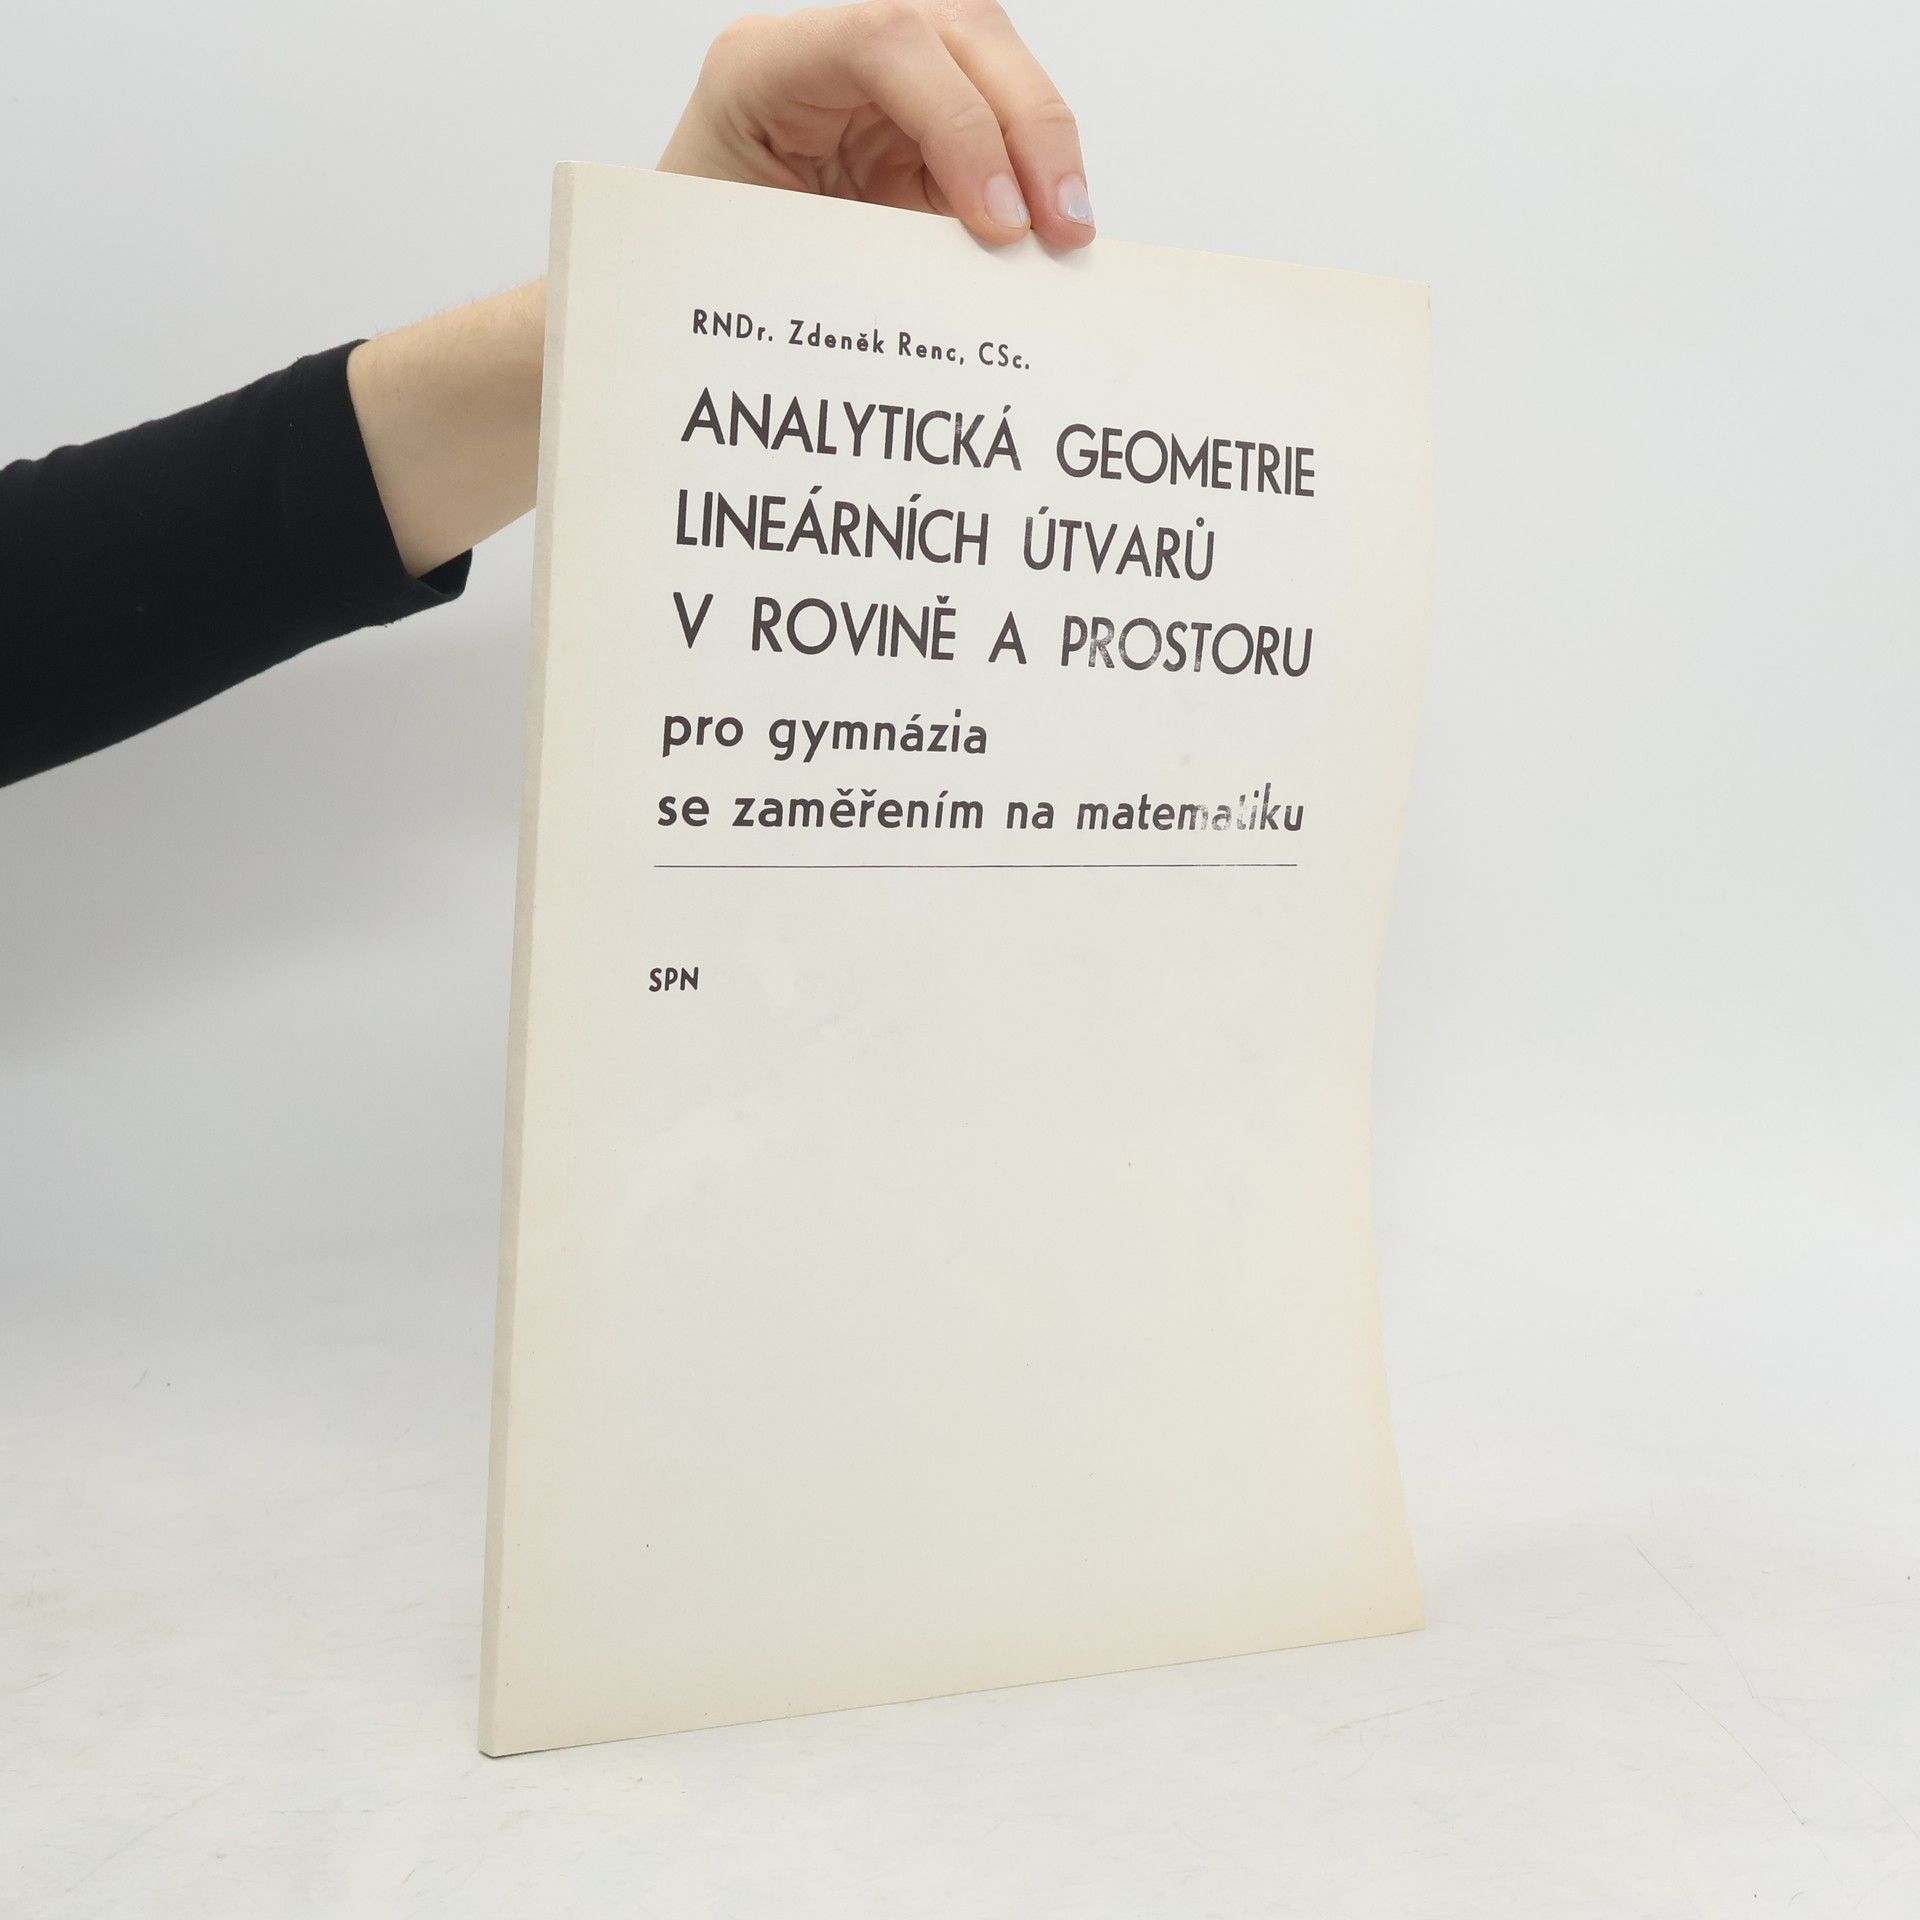 RNDr. Zdeněk Renc, CSc.
ANALYTICKÁ GEOMETRIE
LINEÁRNÍCH ÚTVARŮ
V ROVINĚ A PROSTORU
pro gymnázia
se zaměřením na matematiku
SPN